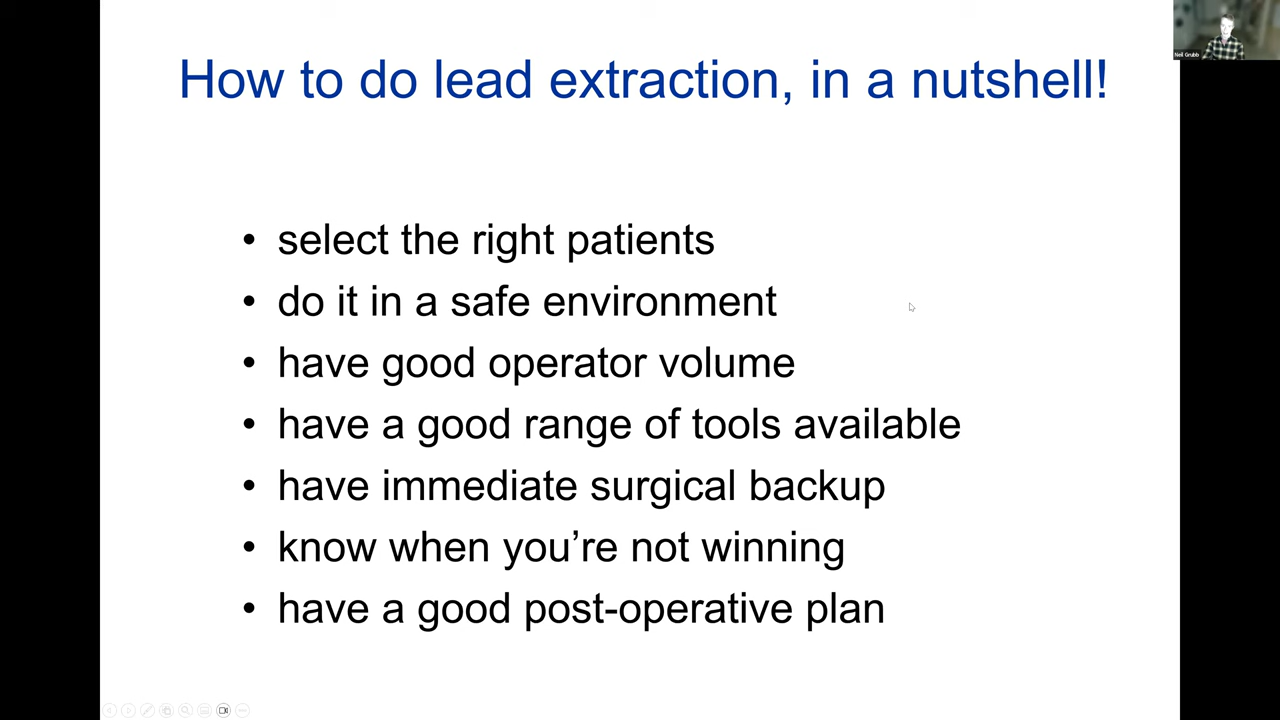 How to do lead extraction, in a nutshell!
• select the right patients
• do it in a safe environment
• have good operator volume
• have a good range of tools available
• have immediate surgical backup
• know when you’re not winning
• have a good post-operative plan
Neil Grubb